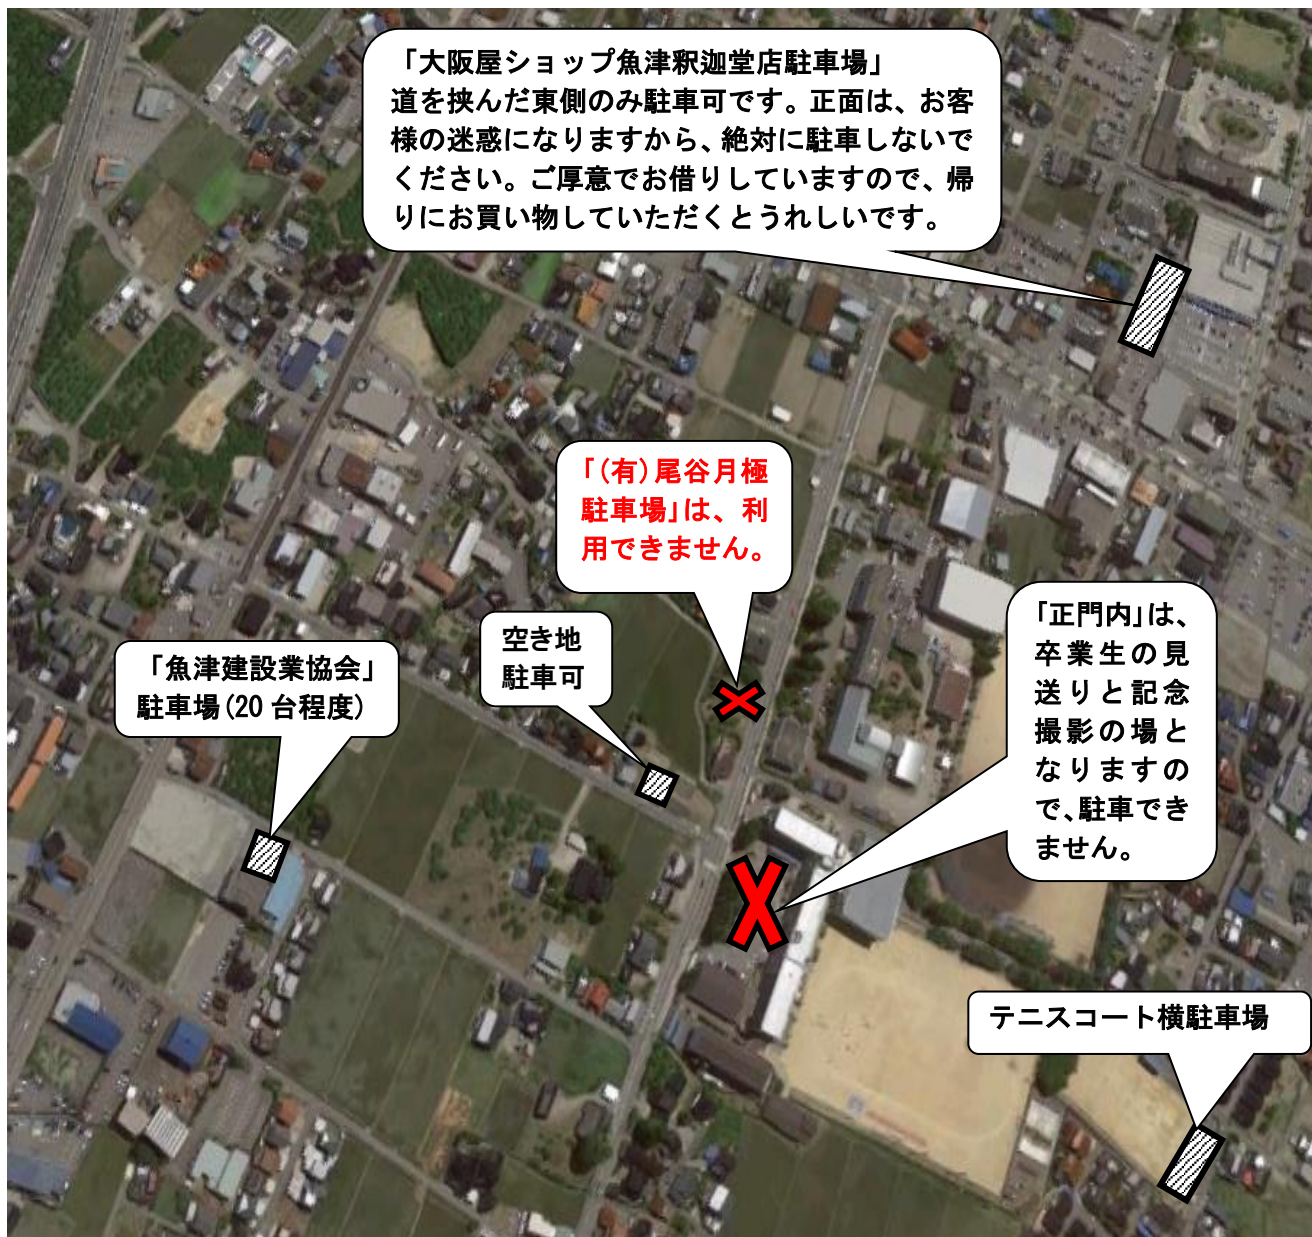 「大阪屋ショップ魚津釈迦堂店駐車場」
道を挟んだ東側のみ駐車可です。正面は、お客
様の迷惑になりますから、絶対に駐車しないで
ください。ご厚意でお借りしていますので、帰
りにお買い物していただくとうれしいです。
「(有)尾谷月極
駐車場」は、利
用できません。
「正門内」は、
卒業生の見
送りと記念
撮影の場と
なりますの
で、駐車でき
ません。
空き地
駐車可
「魚津建設業協会」
駐車場(20台程度)
テニスコート横駐車場